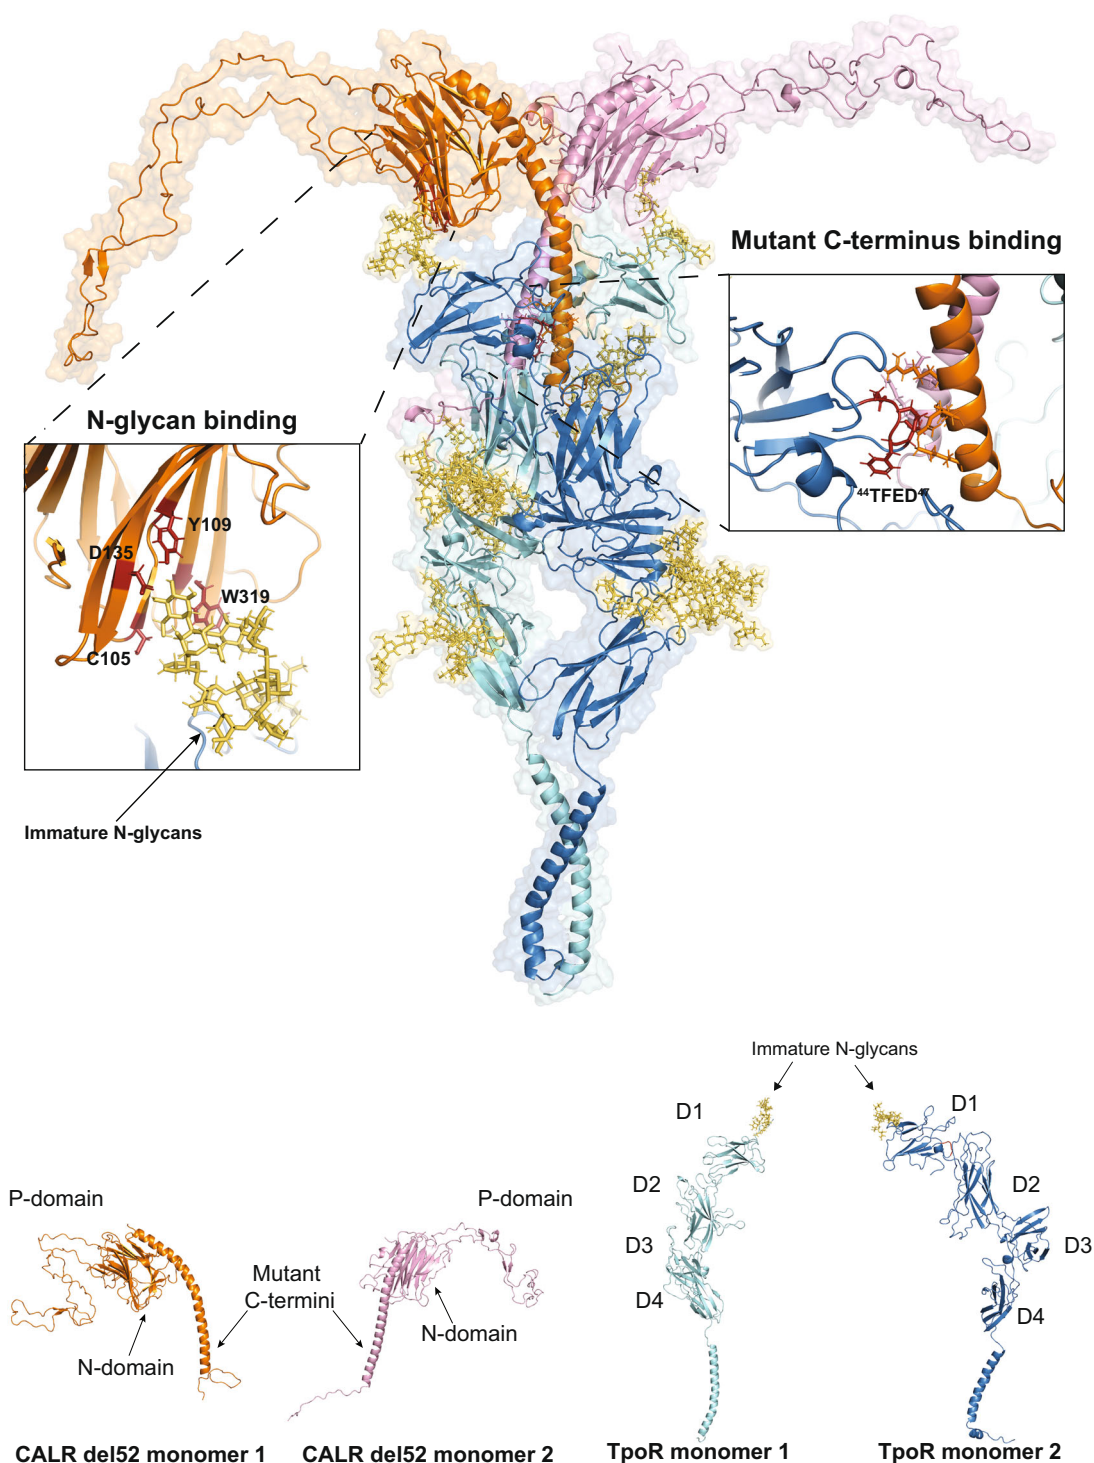 Mutant C-terminus binding
N-glycan binding
⁴⁴TFED⁴⁷
Y109
D135
W319
C105
Immature N-glycans
Immature N-glycans
D1
D1
D2
D2
D3
D3
D4
D4
P-domain
P-domain
Mutant
C-termini
N-domain
N-domain
CALR del52 monomer 1
CALR del52 monomer 2
TpoR monomer 1
TpoR monomer 2